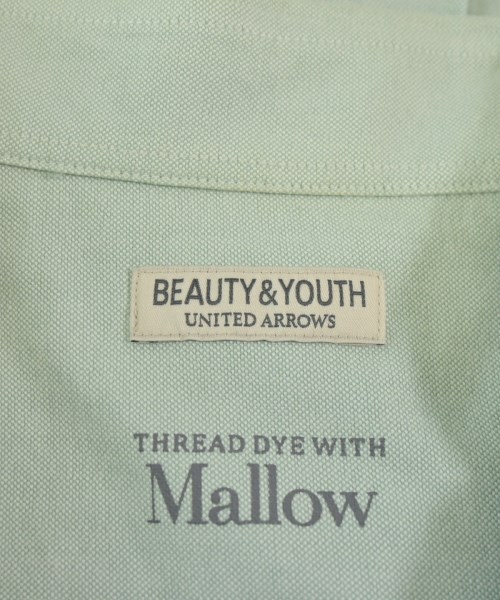 BEAUTY&YOUTH
UNITED ARROWS
THREAD DYE WITH
Mallow